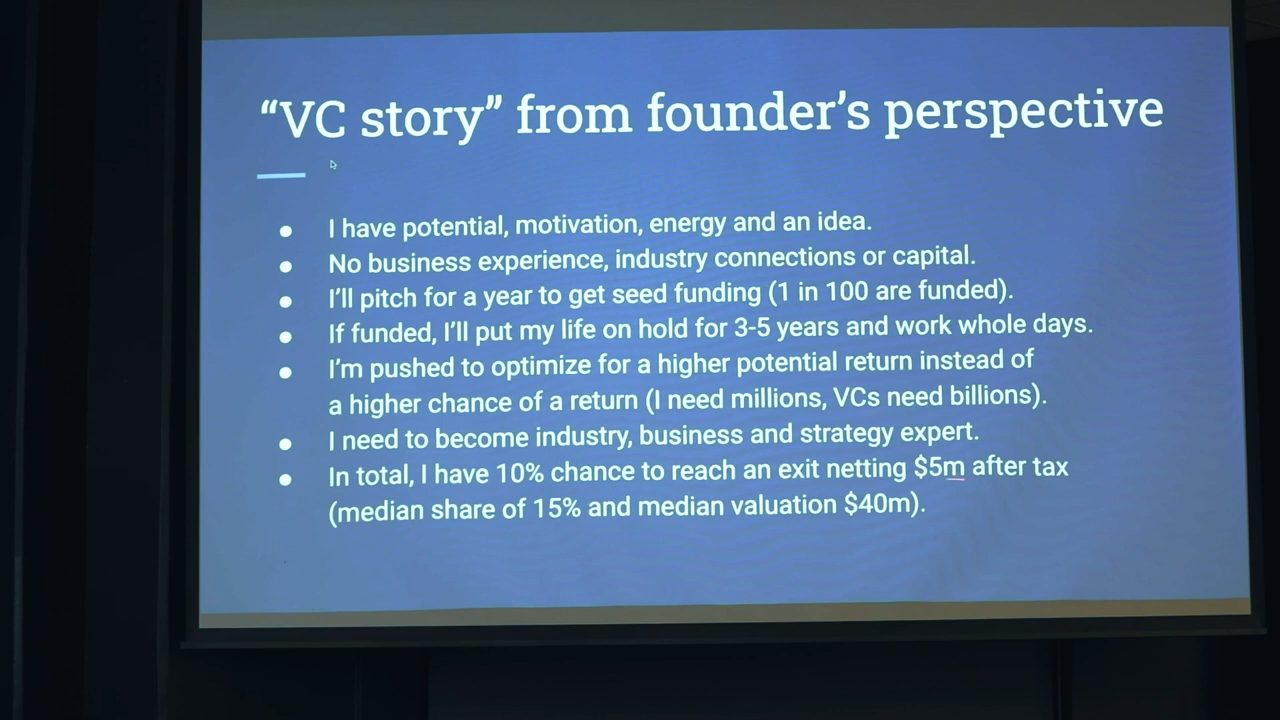 “VC story” from founder’s perspective
● I have potential, motivation, energy and an idea.
● No business experience, industry connections or capital.
● I’ll pitch for a year to get seed funding (1 in 100 are funded).
● If funded, I’ll put my life on hold for 3-5 years and work whole days.
● I’m pushed to optimize for a higher potential return instead of
a higher chance of a return (I need millions, VCs need billions).
● I need to become industry, business and strategy expert.
● In total, I have 10% chance to reach an exit netting $5m after tax
(median share of 15% and median valuation $40m).